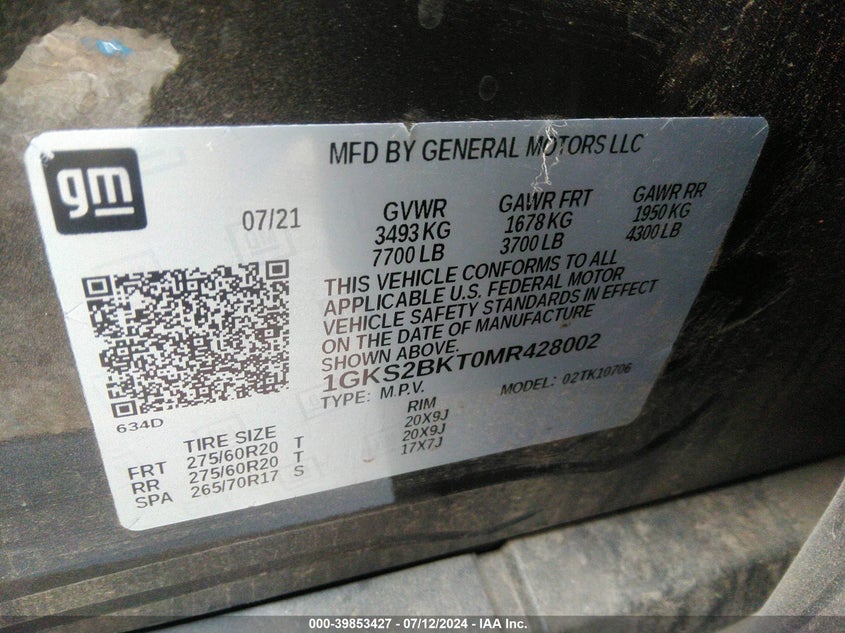 MFD BY GENERAL MOTORS LLC
gm
07/21
GVWR GAWR FRT GAWR RR
3493 KG 1678 KG 1950 KG
7700 LB 3700 LB 4300 LB
THIS VEHICLE CONFORMS TO ALL
APPLICABLE U.S. FEDERAL MOTOR
VEHICLE SAFETY STANDARDS IN EFFECT
ON THE DATE OF MANUFACTURE
SHOWN ABOVE.
1GKS2BKT0MR428002
TYPE: M.P.V. MODEL: 02TK10706
634D
TIRE SIZE RIM
FRT 275/60R20 T 20X9J
RR 275/60R20 T 20X9J
SPA 265/70R17 S 17X7J
000-39853427 - 07/12/2024 - IAA Inc.